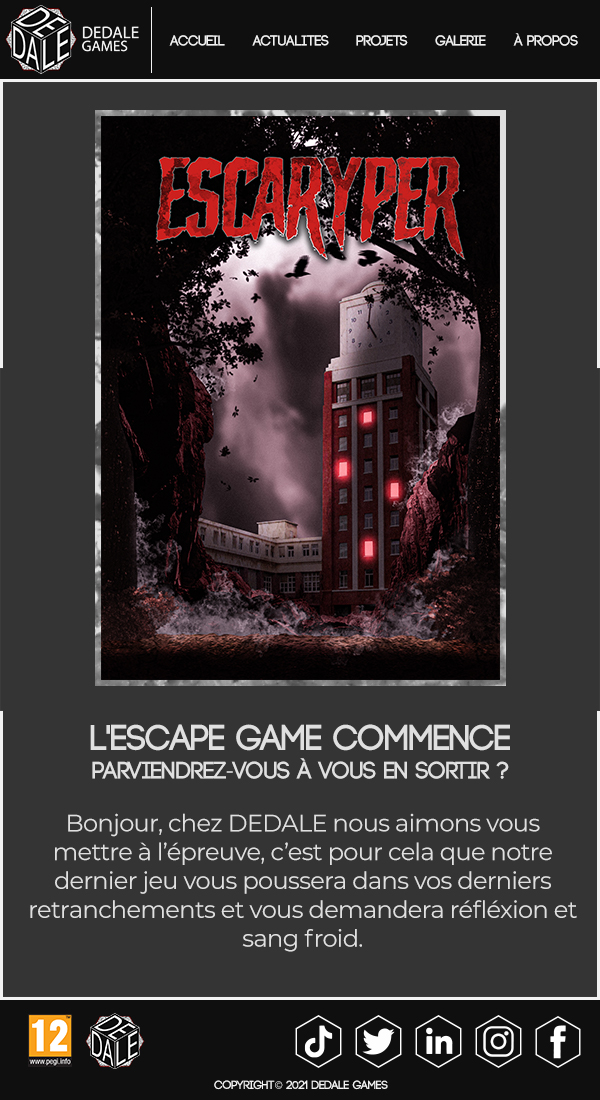 DEDALE
DEDALE
GAMES
ACCUEIL
ACTUALITES
PROJETS
GALERIE
À PROPOS
ESCARYPER
L'ESCAPE GAME COMMENCE
PARVIENDREZ-VOUS À VOUS EN SORTIR ?
Bonjour, chez DEDALE nous aimons vous
mettre à l’épreuve, c’est pour cela que notre
dernier jeu vous poussera dans vos derniers
retranchements et vous demandera réfléxion et
sang froid.
12
www.pegi.info
DEDALE
COPYRIGHT© 2021 DEDALE GAMES